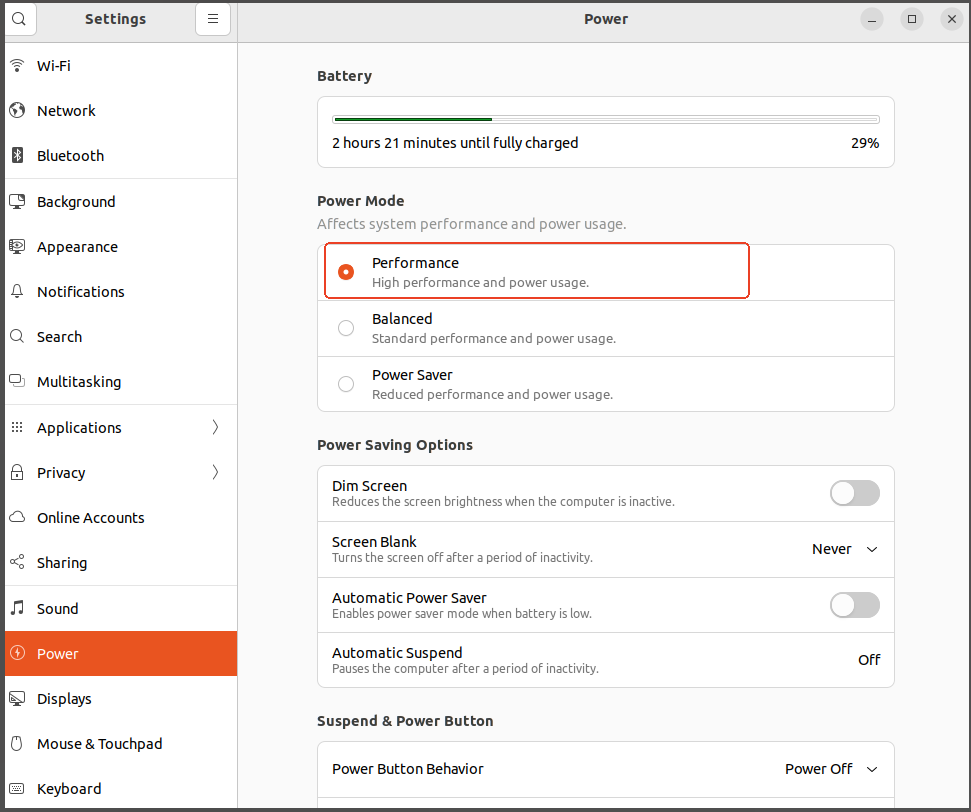 Settings
Power
Wi-Fi
Network
Bluetooth
Background
Appearance
Notifications
Search
Multitasking
Applications
Privacy
Online Accounts
Sharing
Sound
Power
Displays
Mouse & Touchpad
Keyboard
Battery
2 hours 21 minutes until fully charged 29%
Power Mode
Affects system performance and power usage.
Performance
High performance and power usage.
Balanced
Standard performance and power usage.
Power Saver
Reduced performance and power usage.
Power Saving Options
Dim Screen
Reduces the screen brightness when the computer is inactive.
Screen Blank
Turns the screen off after a period of inactivity.
Never
Automatic Power Saver
Enables power saver mode when battery is low.
Automatic Suspend
Pauses the computer after a period of inactivity.
Off
Suspend & Power Button
Power Button Behavior Power Off